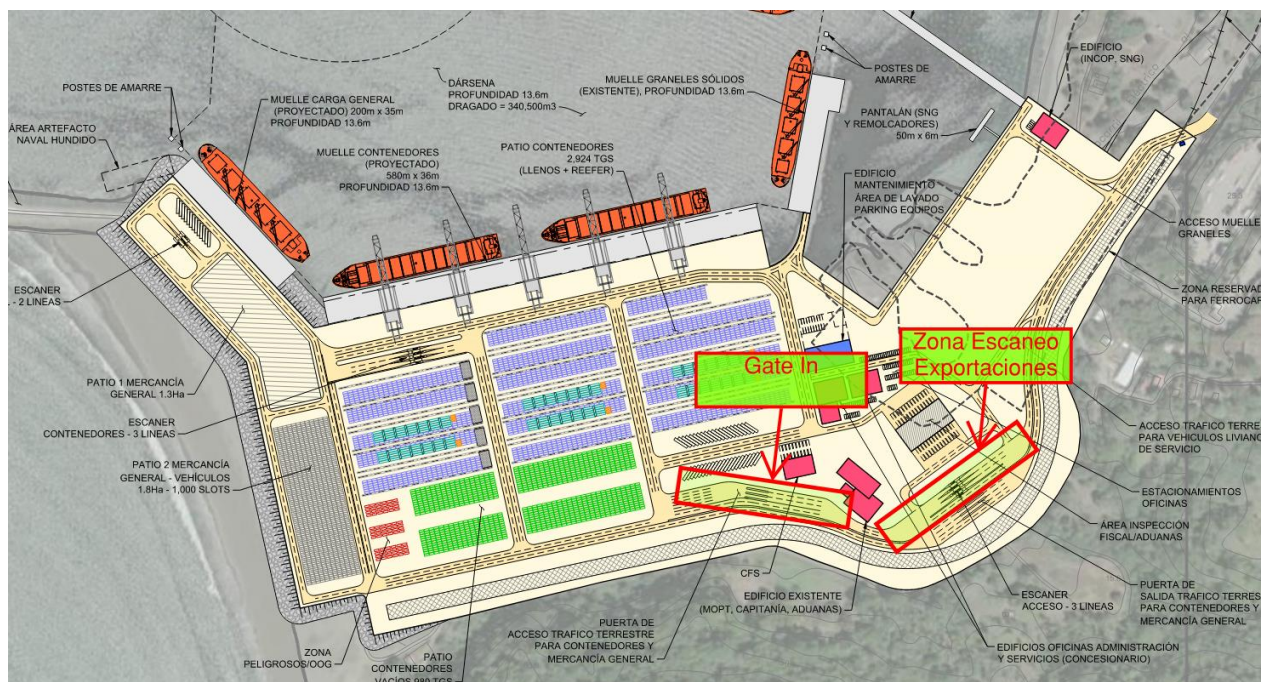 POSTES DE AMARRE
ÁREA ARTEFACTO
NAVAL HUNDIDO
MUELLE CARGA GENERAL
(PROYECTADO) 200m x 35m
PROFUNDIDAD 13.6m
DÁRSENA
PROFUNDIDAD 13.6m
DRAGADO = 340,500m3
MUELLE CONTENEDORES
(PROYECTADO)
580m x 36m
PROFUNDIDAD 13.6m
PATIO CONTENEDORES
2,924 TGS
(LLENOS + REEFER)
MUELLE GRANELES SÓLIDOS
(EXISTENTE), PROFUNDIDAD 13.6m
POSTES DE
AMARRE
PANTALÁN (SNG
Y REMOLCADORES)
50m x 6m
EDIFICIO
(INCOP, SNG)
EDIFICIO
MANTENIMIENTO
ÁREA DE LAVADO
PARKING EQUIPOS
ACCESO MUELLE
GRANELES
ZONA RESERVAD
PARA FERROCAR
ESCANER
- 2 LINEAS
PATIO 1 MERCANCÍA
GENERAL 1.3Ha
ESCANER
CONTENEDORES - 3 LINEAS
PATIO 2 MERCANCÍA
GENERAL - VEHÍCULOS
1.8Ha - 1,000 SLOTS
Gate In
Zona Escaneo
Exportaciones
ACCESO TRAFICO TERRE
PARA VEHICULOS LIVIANO
DE SERVICIO
ESTACIONAMIENTOS
OFICINAS
ÁREA INSPECCIÓN
FISCAL/ADUANAS
PUERTA DE
SALIDA TRAFICO TERRES
PARA CONTENEDORES Y
MERCANCÍA GENERAL
ESCANER
ACCESO - 3 LINEAS
EDIFICIOS OFICINAS ADMINISTRACIÓN
Y SERVICIOS (CONCESIONARIO)
CFS
EDIFICIO EXISTENTE
(MOPT, CAPITANÍA, ADUANAS)
PUERTA DE
ACCESO TRAFICO TERRESTRE
PARA CONTENEDORES Y
MERCANCÍA GENERAL
ZONA
PELIGROSOS/OOG
PATIO
CONTENEDORES
VACÍOS 980 TGS